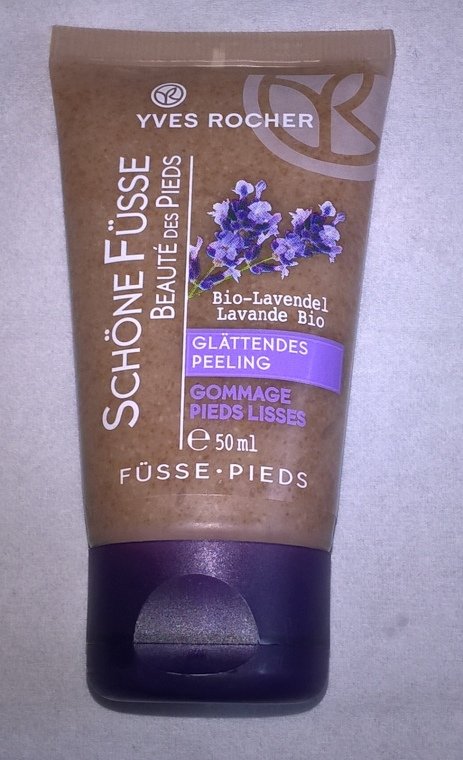 YVES ROCHER
SCHÖNE FÜSSE
BEAUTÉ DES PIEDS
Bio-Lavendel
Lavande Bio
GLÄTTENDES
PEELING
GOMMAGE
PIEDS LISSES
℮ 50 ml
FÜSSE • PIEDS